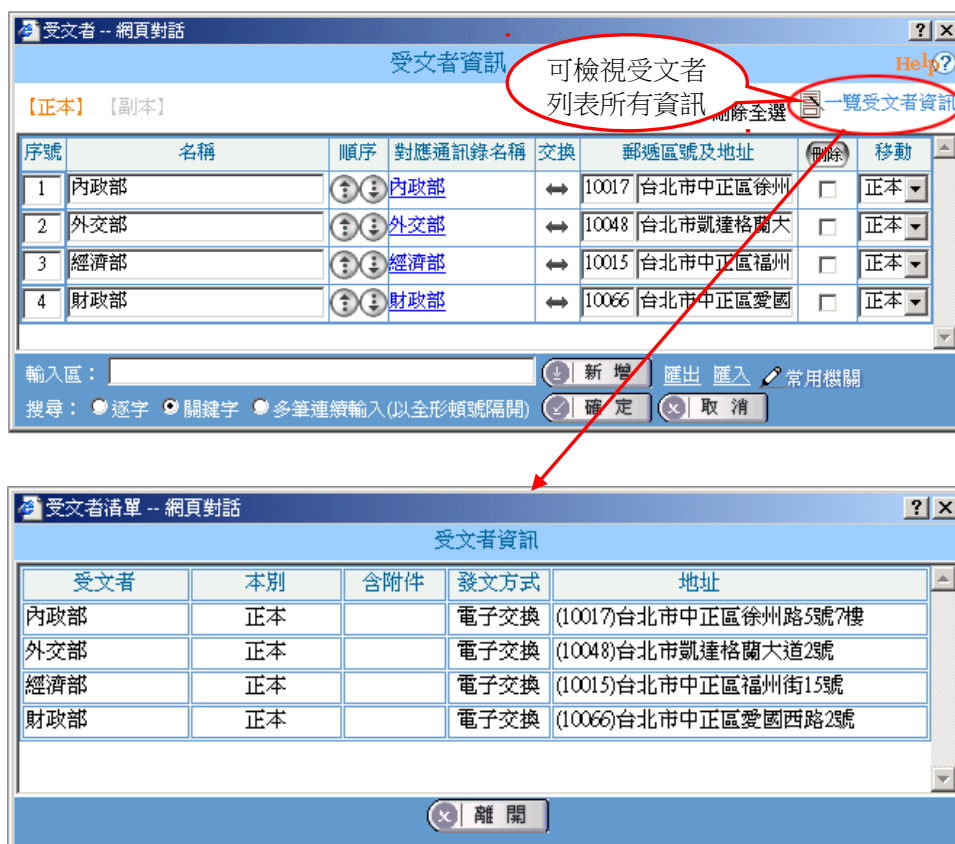 受文者 -- 網頁對話
受文者資訊
Help?
可檢視受文者
列表所有資訊
【正本】 【副本】
刪除全選 一覽受文者資訊
序號 名稱 順序 對應通訊錄名稱 交換 郵遞區號及地址 刪除 移動
1 內政部 內政部 10017 台北市中正區徐州 正本
2 外交部 外交部 10048 台北市凱達格蘭大 正本
3 經濟部 經濟部 10015 台北市中正區福州 正本
4 財政部 財政部 10066 台北市中正區愛國 正本
輸入區： 新增 匯出 匯入 常用機關
搜尋： 逐字 關鍵字 多筆連續輸入(以全形頓號隔開) 確定 取消
受文者清單 -- 網頁對話
受文者資訊
受文者 本別 含附件 發文方式 地址
內政部 正本 電子交換 (10017)台北市中正區徐州路5號7樓
外交部 正本 電子交換 (10048)台北市凱達格蘭大道2號
經濟部 正本 電子交換 (10015)台北市中正區福州街15號
財政部 正本 電子交換 (10066)台北市中正區愛國西路2號
離開